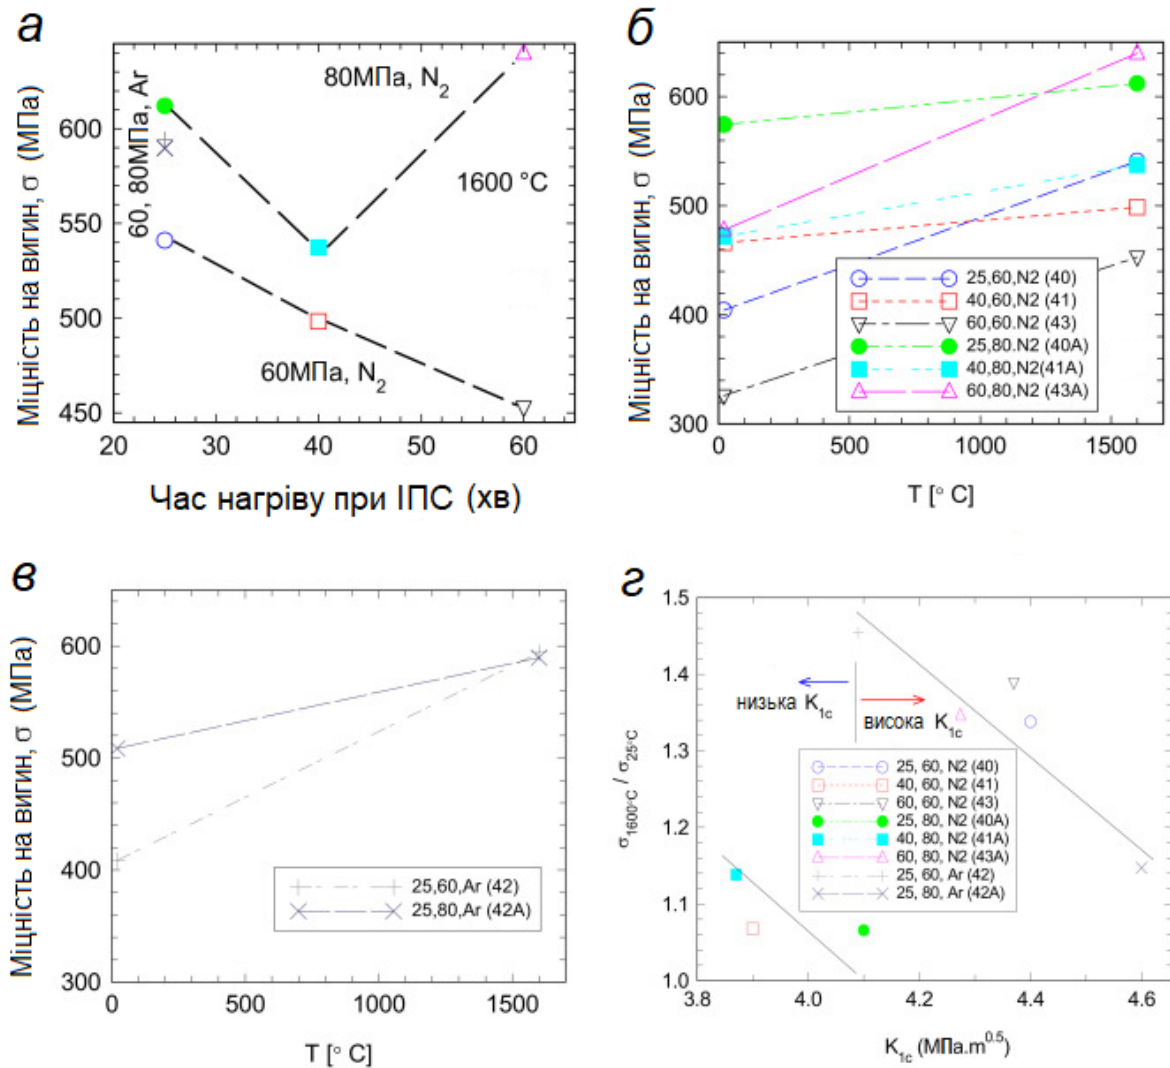 а
Міцність на вигин, σ (МПа)
600
550
500
450
20
30
40
50
60
60, 80МПа, Ar
80МПа, N₂
1600 °C
60МПа, N₂
Час нагріву при ІПС (хв)
б
Міцність на вигин, σ (МПа)
600
500
400
300
0
500
1000
1500
T [° C]
25,60,N2 (40)
40,60,N2 (41)
60,60.N2 (43)
25,80.N2 (40A)
40,80,N2(41A)
60,80,N2 (43A)
в
Міцність на вигин, σ (МПа)
600
500
400
300
0
500
1000
1500
T [° C]
25,60,Ar (42)
25,80,Ar (42A)
г
σ1600°C / σ25°C
1.5
1.4
1.3
1.2
1.1
1.0
3.8
4.0
4.2
4.4
4.6
K1c (МПа.m^0.5)
низька K1c
висока K1c
25, 60, N2 (40)
40, 60, N2 (41)
60, 60, N2 (43)
25, 80, N2 (40A)
40, 80, N2 (41A)
60, 80, N2 (43A)
25, 60, Ar (42)
25, 80, Ar (42A)